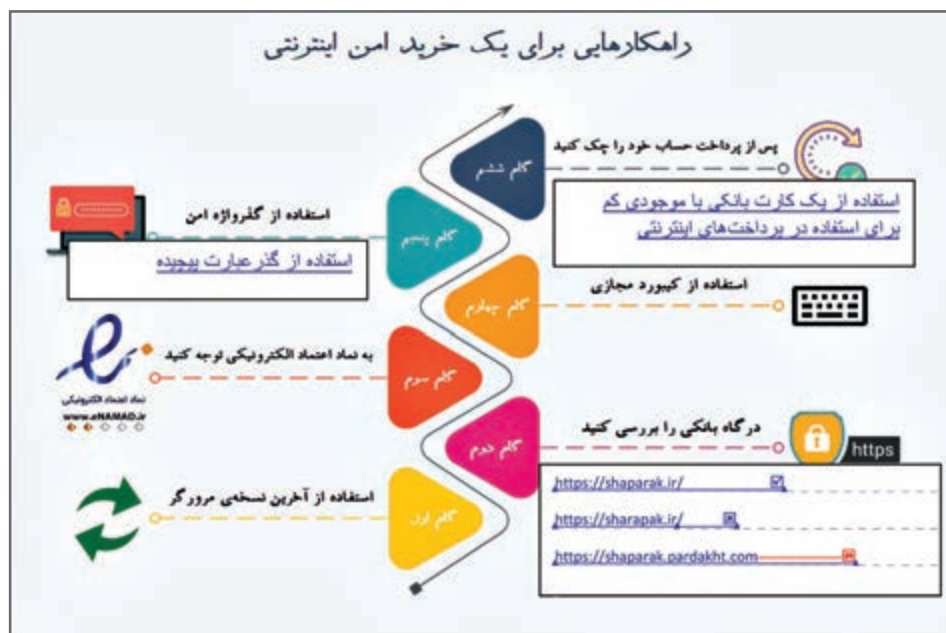 راهکارهایی برای یک خرید امن اینترنتی
گام ششم
پس از پرداخت حساب خود را چک کنید
استفاده از یک کارت بانکی با موجودی کم
برای استفاده در پرداخت‌های اینترنتی
گام پنجم
استفاده از گذرواژه امن
استفاده از گذر عبارت پیچیده
گام چهارم
استفاده از کیبورد مجازی
گام سوم
به نماد اعتماد الکترونیکی توجه کنید
نماد اعتماد الکترونیکی
www.eNAMAD.ir
گام دوم
درگاه بانکی را بررسی کنید
https
https://shaparak.ir/
https://sharapak.ir/
https://shaparak.pardakht.com
گام اول
استفاده از آخرین نسخه‌ی مرورگر